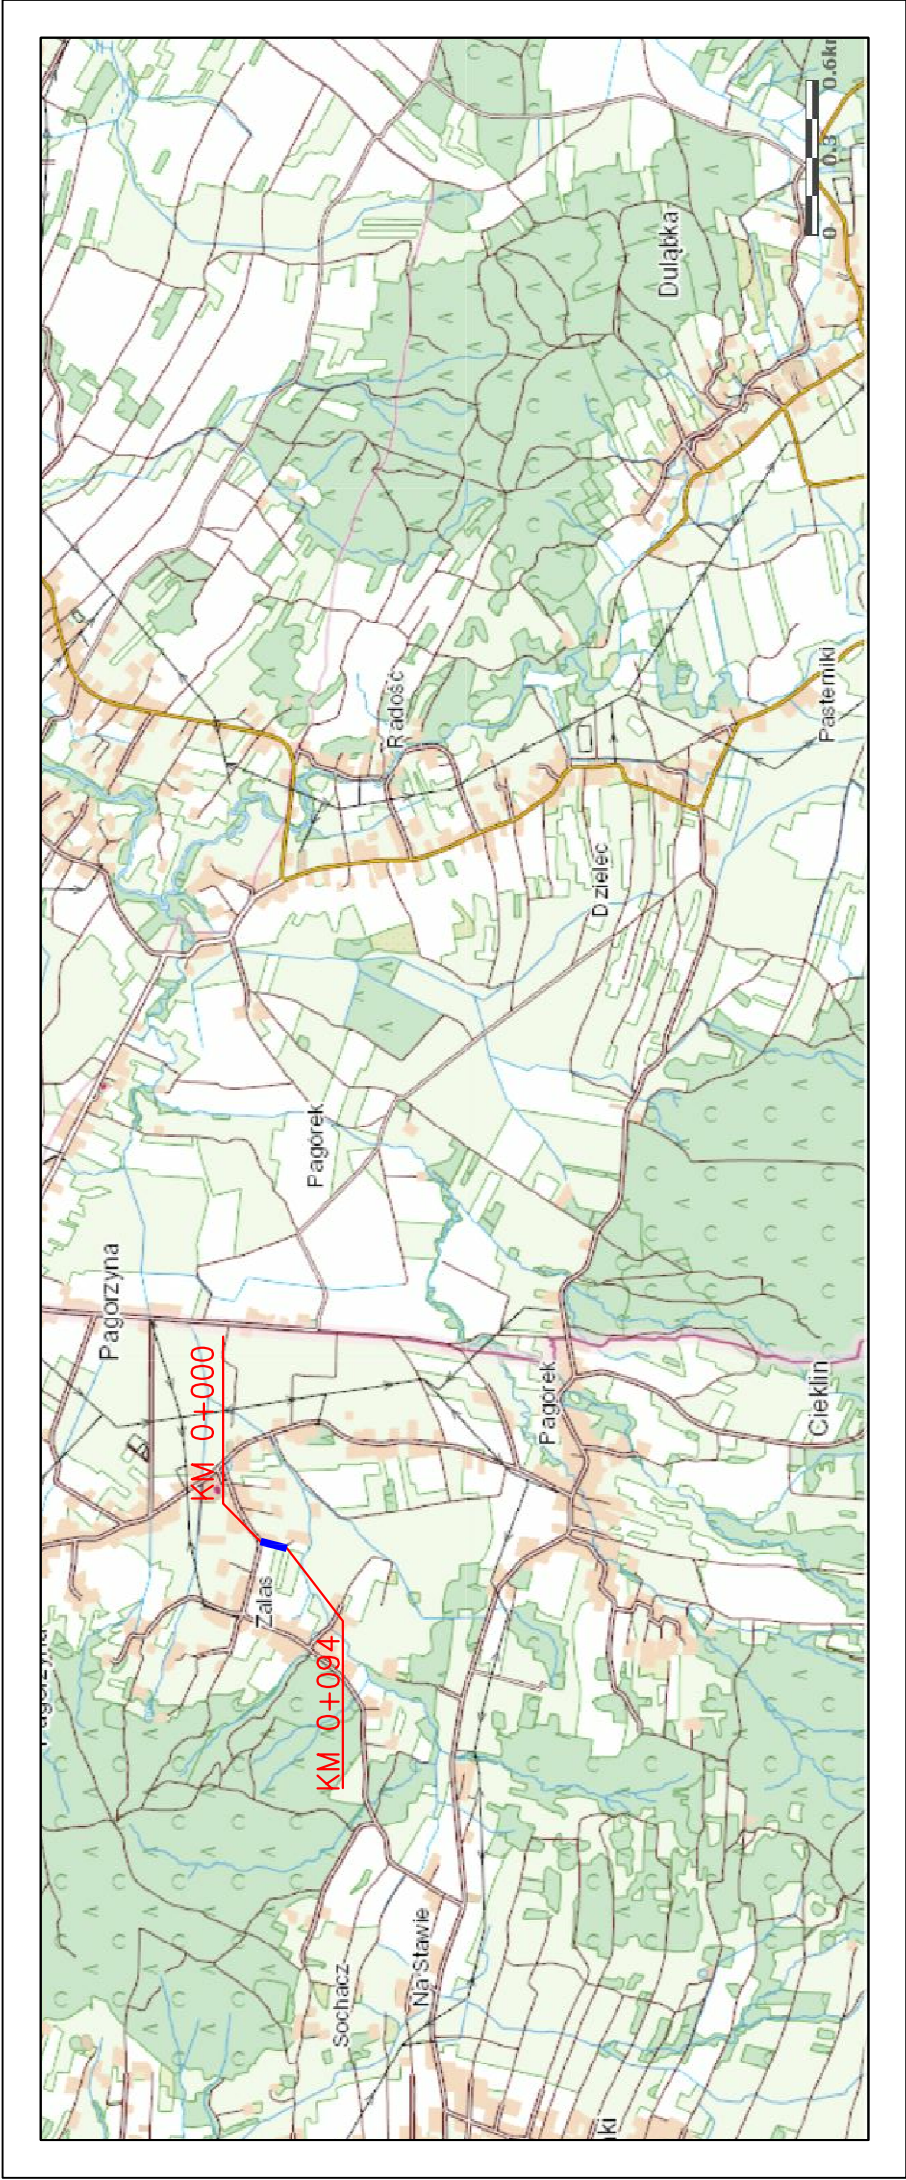 Pagorzyna
KM 0+000
Zalas
Pagórek
KM 0+094
Sochacz
Radość
Na Stawie
Pagórek
Dzielec
ki
Duląbka
Cieklin
Pasterniki
0 0.3 0.6km